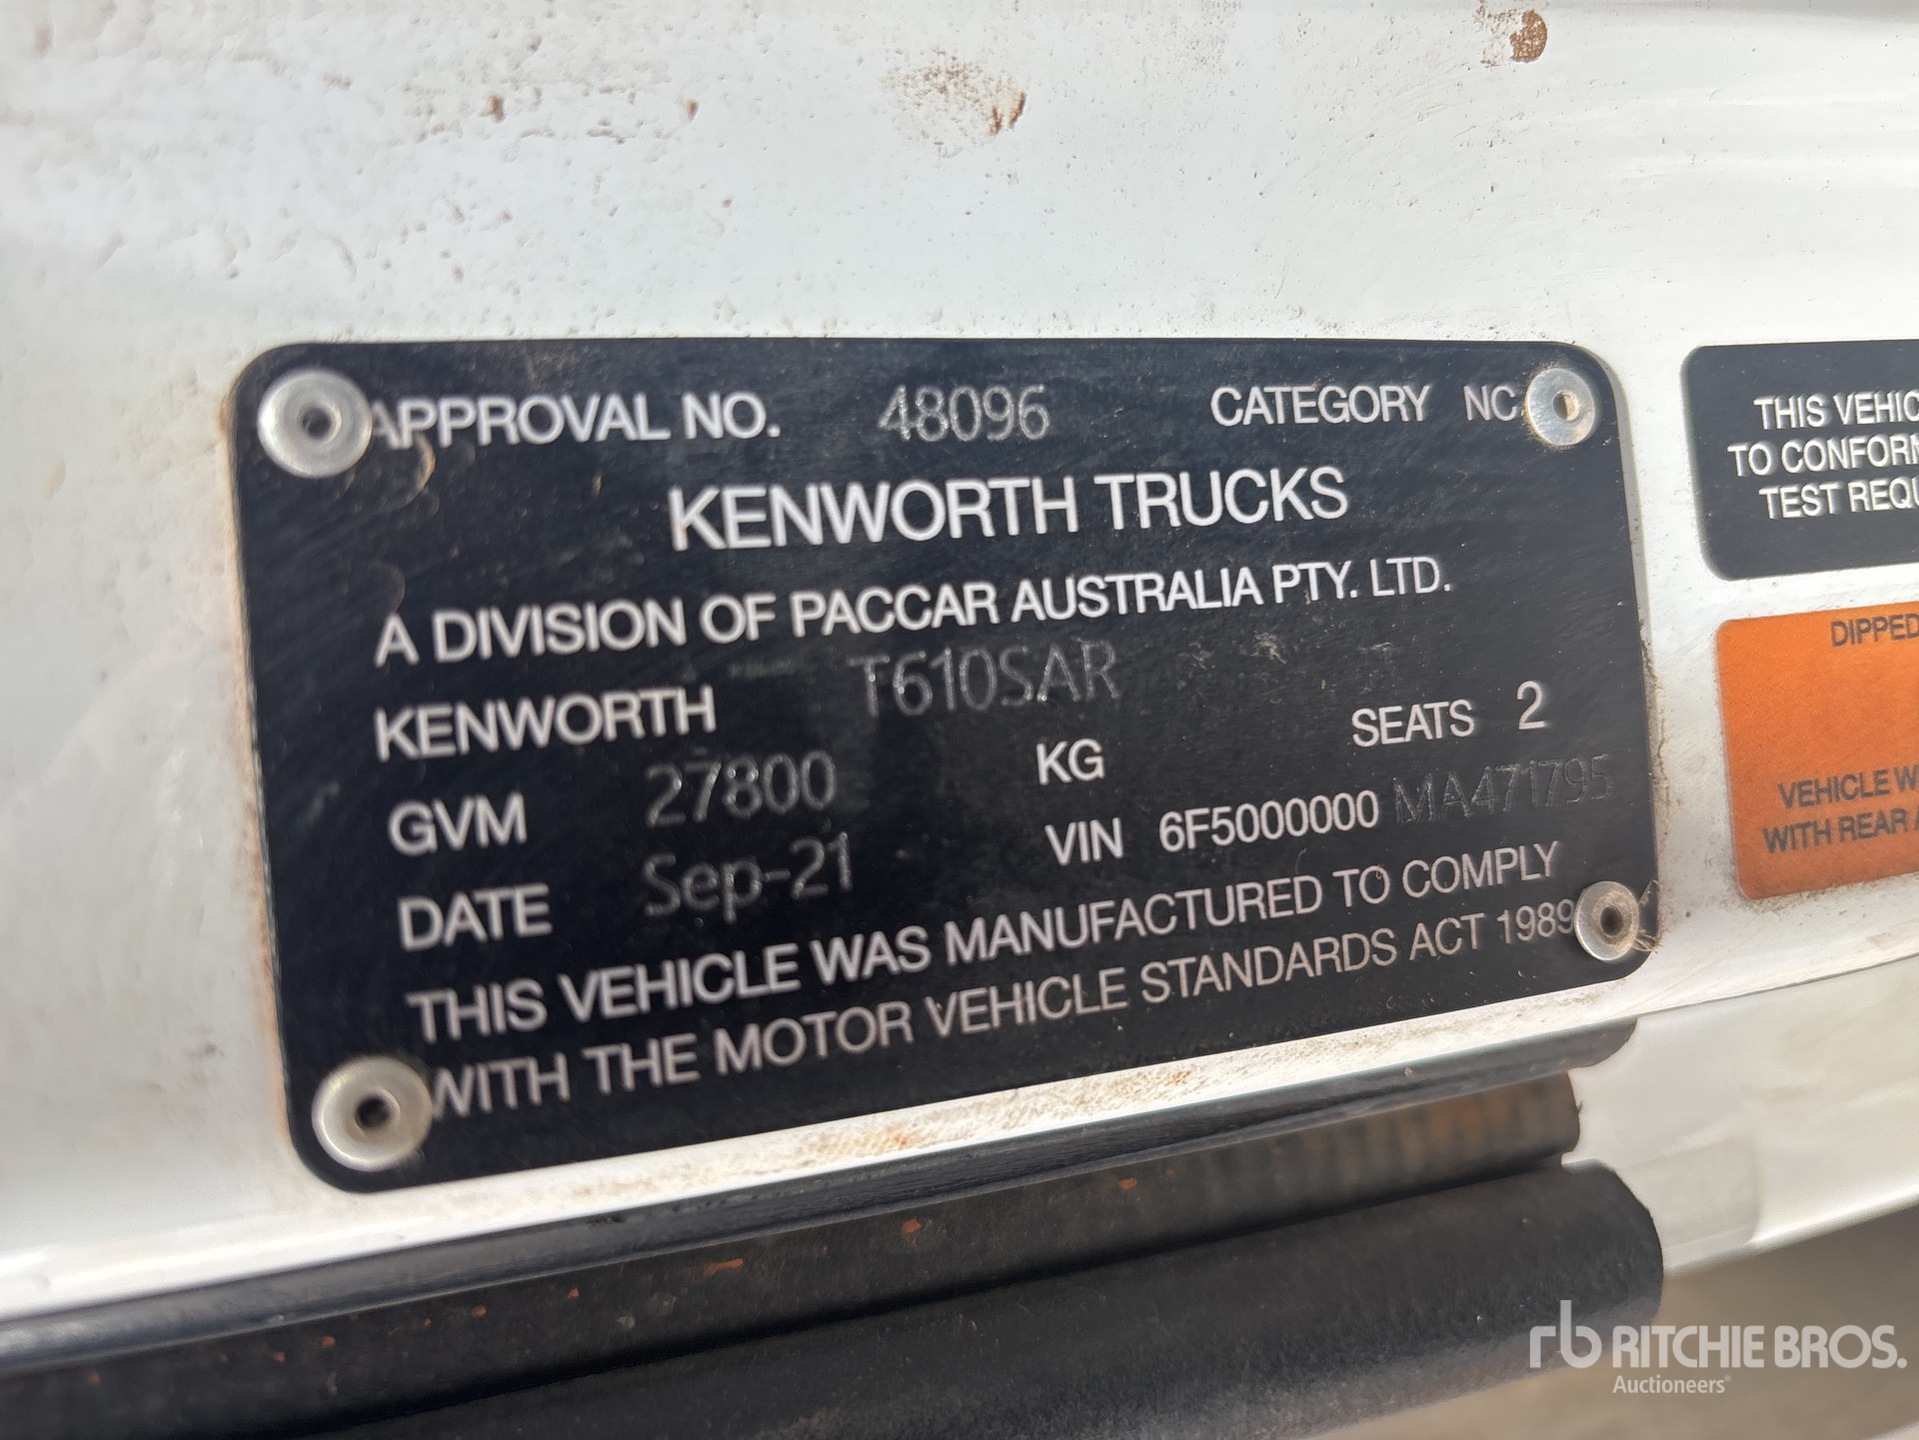 APPROVAL NO. 48096 CATEGORY NC
KENWORTH TRUCKS
A DIVISION OF PACCAR AUSTRALIA PTY. LTD.
KENWORTH T610SAR
GVM 27800 KG SEATS 2
DATE Sep-21 VIN 6F5000000 MA471795
THIS VEHICLE WAS MANUFACTURED TO COMPLY
WITH THE MOTOR VEHICLE STANDARDS ACT 1989
THIS VEHIC
TO CONFORM
TEST REQU
DIPPED
VEHICLE W
WITH REAR A
rb RITCHIE BROS.
Auctioneers